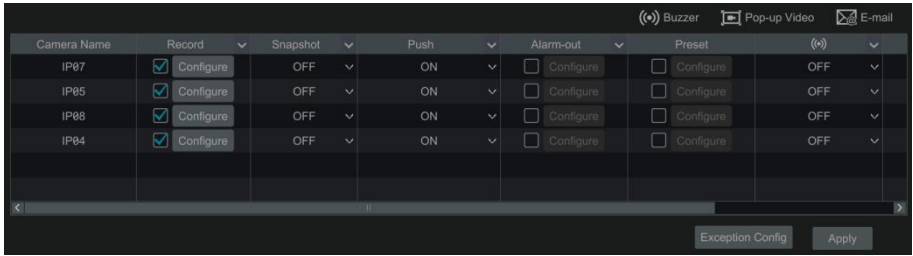 Buzzer Pop-up Video E-mail
Camera Name Record Snapshot Push Alarm-out Preset
IP07 Configure OFF ON Configure Configure OFF
IP05 Configure OFF ON Configure Configure OFF
IP08 Configure OFF ON Configure Configure OFF
IP04 Configure OFF ON Configure Configure OFF
Exception Config Apply